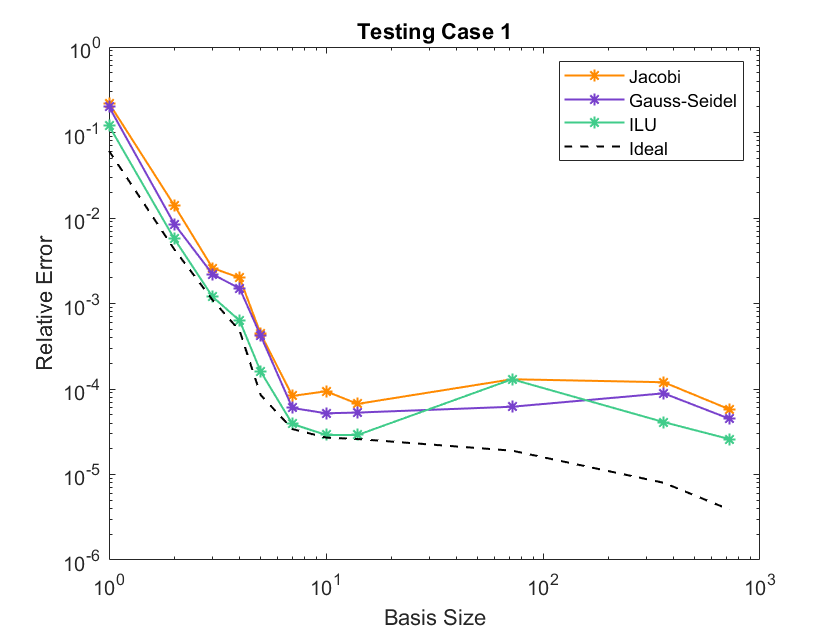 Testing Case 1
10^0
10^-1
10^-2
10^-3
10^-4
10^-5
10^-6
Relative Error
Jacobi
Gauss-Seidel
ILU
Ideal
10^0 10^1 10^2 10^3
Basis Size